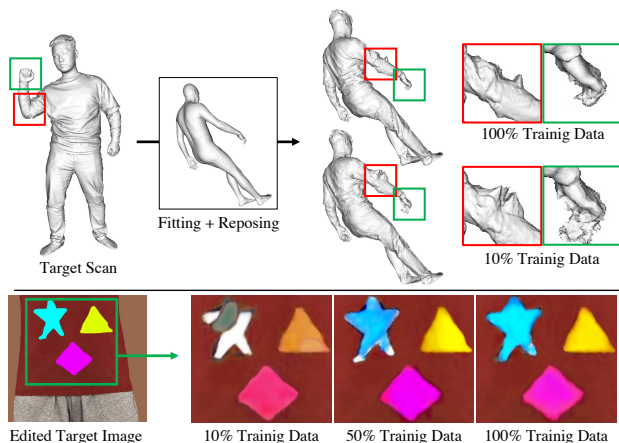 100% Trainig Data
Fitting + Reposing
Target Scan
10% Trainig Data
Edited Target Image
10% Trainig Data
50% Trainig Data
100% Trainig Data